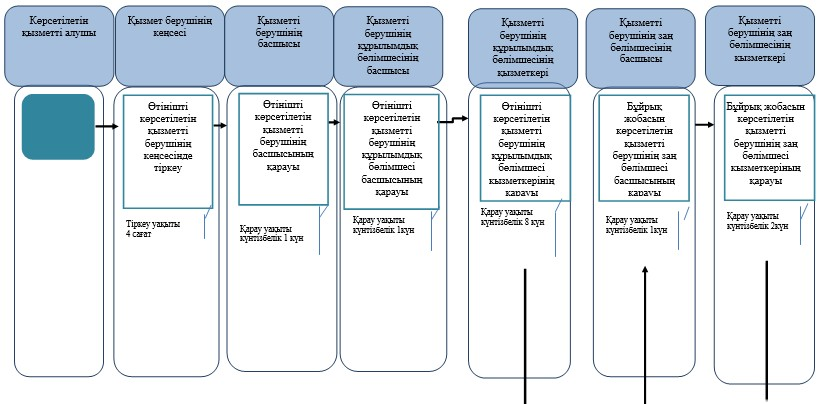 Көрсетілетін
қызметті алушы
Қызмет берушінің
кеңсесі
Қызметті
берушінің
басшысы
Қызметті
берушінің
құрылымдық
бөлімшесінің
басшысы
Қызметті
берушінің
құрылымдық
бөлімшесінің
қызметкері
Қызметті
берушінің заң
бөлімшесінің
басшысы
Қызметті
берушінің заң
бөлімшесінің
қызметкері
Өтінішті
көрсетілетін
қызметті
берушінің
кеңсесінде
тіркеу
Тіркеу уақыты
4 сағат
Өтінішті
көрсетілетін
қызметті
берушінің
басшысының
қарауы
Қарау уақыты
күнтізбелік 1 күн
Өтінішті
көрсетілетін
қызметті
берушінің
құрылымдық
бөлімшесі
басшысының
қарауы
Қарау уақыты
күнтізбелік 1күн
Өтінішті
көрсетілетін
қызметті
берушінің
құрылымдық
бөлімшесі
қызметкерінің
қарауы
Қарау уақыты
күнтізбелік 8 күн
Бұйрық
жобасын
көрсетілетін
қызметті
берушінің заң
бөлімшесі
басшысының
қарауы
Қарау уақыты
күнтізбелік 1күн
Бұйрық жобасын
көрсетілетін
қызметті
берушінің заң
бөлімшесі
қызметкерінің
қарауы
Қарау уақыты
күнтізбелік 2күн